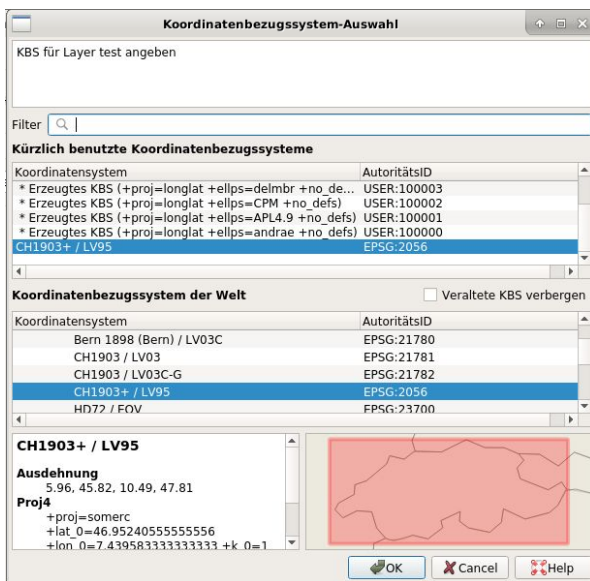 Koordinatenbezugssystem-Auswahl
KBS für Layer test angeben
Filter
Kürzlich benutzte Koordinatenbezugssysteme
Koordinatensystem AutoritätsID
* Erzeugtes KBS (+proj=longlat +ellps=delmbr +no_de... USER:100003
* Erzeugtes KBS (+proj=longlat +ellps=CPM +no_defs) USER:100002
* Erzeugtes KBS (+proj=longlat +ellps=APL4.9 +no_defs) USER:100001
* Erzeugtes KBS (+proj=longlat +ellps=andrae +no_defs) USER:100000
CH1903+ / LV95 EPSG:2056
Koordinatenbezugssystem der Welt Veraltete KBS verbergen
Koordinatensystem AutoritätsID
Bern 1898 (Bern) / LV03C EPSG:21780
CH1903 / LV03 EPSG:21781
CH1903 / LV03C-G EPSG:21782
CH1903+ / LV95 EPSG:2056
HD72 / EOV EPSG:23700
CH1903+ / LV95
Ausdehnung
5.96, 45.82, 10.49, 47.81
Proj4
+proj=somerc
+lat_0=46.95240555555556
+lon_0=7.439583333333333 +k_0=1
OK Cancel Help